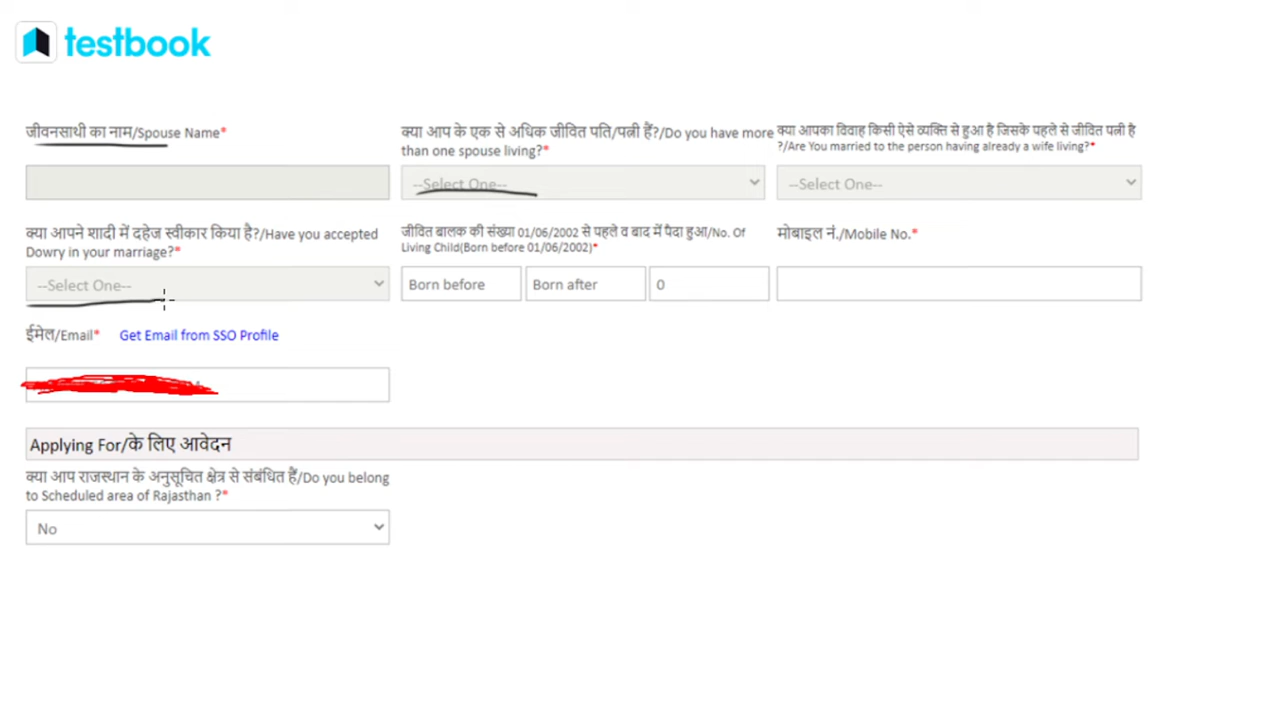 testbook
जीवनसाथी का नाम/Spouse Name*
क्या आप के एक से अधिक जीवित पति/पत्नी हैं?/Do you have more
than one spouse living?*
क्या आपका विवाह किसी ऐसे व्यक्ति से हुआ है जिसके पहले से जीवित पत्नी है
?/Are You married to the person having already a wife living?*
--Select One--
--Select One--
क्या आपने शादी में दहेज स्वीकार किया है?/Have you accepted
Dowry in your marriage?*
जीवित बालक की संख्या 01/06/2002 से पहले व बाद में पैदा हुआ/No. Of
Living Child(Born before 01/06/2002)*
मोबाइल नं./Mobile No.*
--Select One--
Born before
Born after
0
ईमेल/Email*
Get Email from SSO Profile
Applying For/के लिए आवेदन
क्या आप राजस्थान के अनुसूचित क्षेत्र से संबंधित हैं/Do you belong
to Scheduled area of Rajasthan ?*
No